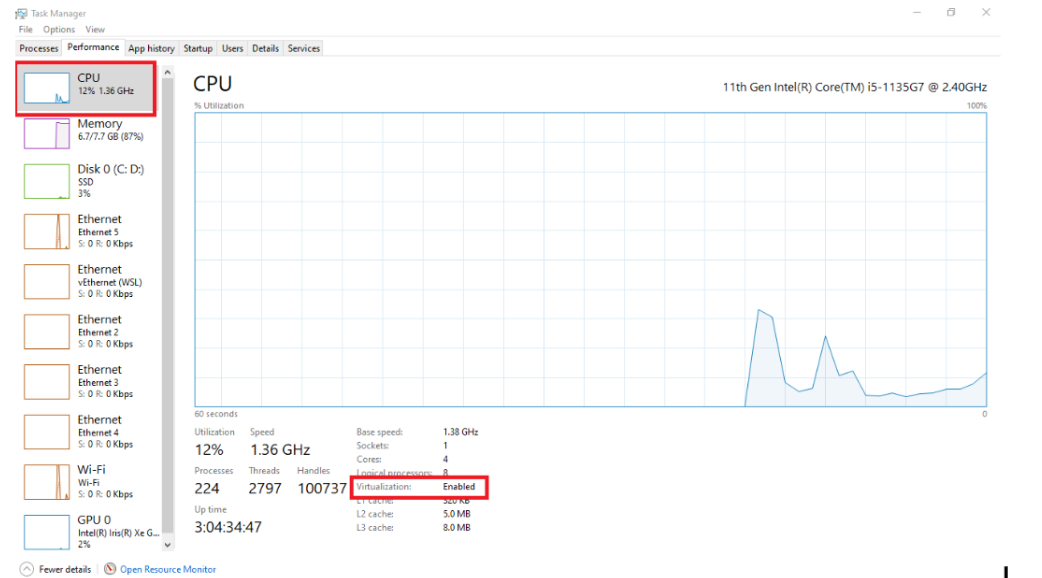 Task Manager
File Options View
Processes Performance App history Startup Users Details Services
CPU
12% 1.36 GHz
Memory
6.7/7.7 GB (87%)
Disk 0 (C: D:)
SSD
3%
Ethernet
Ethernet 5
S: 0 R: 0 Kbps
Ethernet
vEthernet (WSL)
S: 0 R: 0 Kbps
Ethernet
Ethernet 2
S: 0 R: 0 Kbps
Ethernet
Ethernet 3
S: 0 R: 0 Kbps
Ethernet
Ethernet 4
S: 0 R: 0 Kbps
Wi-Fi
Wi-Fi
S: 0 R: 0 Kbps
GPU 0
Intel(R) Iris(R) Xe G...
2%
CPU
11th Gen Intel(R) Core(TM) i5-1135G7 @ 2.40GHz
% Utilization 100%
60 seconds 0
Utilization Speed
12% 1.36 GHz
Processes Threads Handles
224 2797 100737
Up time
3:04:34:47
Base speed: 1.38 GHz
Sockets: 1
Cores: 4
Logical processors: 8
Virtualization: Enabled
L1 cache: 320 KB
L2 cache: 5.0 MB
L3 cache: 8.0 MB
Fewer details Open Resource Monitor